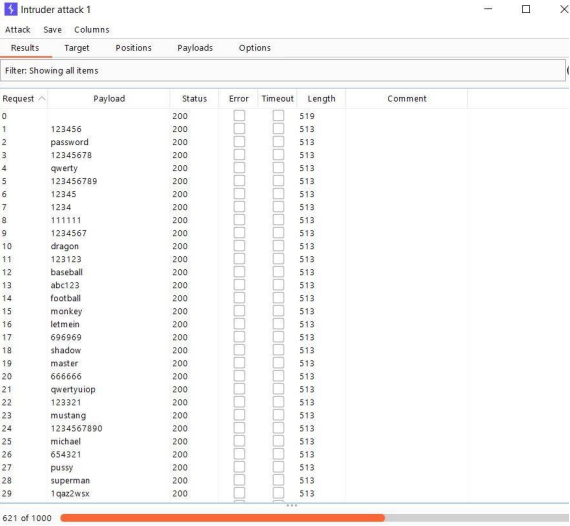 Intruder attack 1
Attack Save Columns
Results Target Positions Payloads Options
Filter: Showing all items
Request Payload Status Error Timeout Length Comment
0 200 519
1 123456 200 513
2 password 200 513
3 12345678 200 513
4 qwerty 200 513
5 123456789 200 513
6 12345 200 513
7 1234 200 513
8 111111 200 513
9 1234567 200 513
10 dragon 200 513
11 123123 200 513
12 baseball 200 513
13 abc123 200 513
14 football 200 513
15 monkey 200 513
16 letmein 200 513
17 696969 200 513
18 shadow 200 513
19 master 200 513
20 666666 200 513
21 qwertyuiop 200 513
22 123321 200 513
23 mustang 200 513
24 1234567890 200 513
25 michael 200 513
26 654321 200 513
27 pussy 200 513
28 superman 200 513
29 1qaz2wsx 200 513
621 of 1000